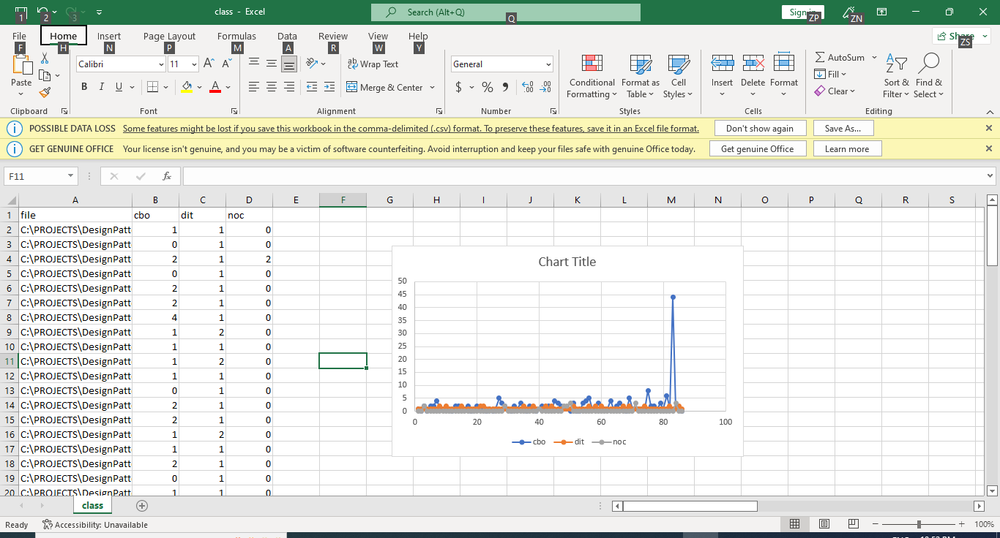 class - Excel
Search (Alt+Q)
Sign in
1 2 3 Q ZP ZN
File Home Insert Page Layout Formulas Data Review View Help
Share
F H N P M A R W Y ZS
Paste
Calibri 11
Wrap Text
General
Conditional Formatting
Format as Table
Cell Styles
Insert Delete Format
AutoSum
Fill
Clear
Sort & Filter
Find & Select
B I U
Merge & Center
$ % 9
Clipboard Font Alignment Number Styles Cells Editing
POSSIBLE DATA LOSS Some features might be lost if you save this workbook in the comma-delimited (.csv) format. To preserve these features, save it in an Excel file format. Don't show again Save As...
GET GENUINE OFFICE Your license isn't genuine, and you may be a victim of software counterfeiting. Avoid interruption and keep your files safe with genuine Office today. Get genuine Office Learn more
F11 fx
A B C D E F G H I J K L M N O P Q R S
1 file cbo dit noc
2 C:\PROJECTS\DesignPatt 1 1 0
3 C:\PROJECTS\DesignPatt 0 1 0
4 C:\PROJECTS\DesignPatt 2 1 2
5 C:\PROJECTS\DesignPatt 0 1 0
6 C:\PROJECTS\DesignPatt 2 1 0
7 C:\PROJECTS\DesignPatt 2 1 0
8 C:\PROJECTS\DesignPatt 4 1 0
9 C:\PROJECTS\DesignPatt 1 2 0
10 C:\PROJECTS\DesignPatt 1 1 0
11 C:\PROJECTS\DesignPatt 1 2 0
12 C:\PROJECTS\DesignPatt 1 1 0
13 C:\PROJECTS\DesignPatt 0 1 0
14 C:\PROJECTS\DesignPatt 2 1 0
15 C:\PROJECTS\DesignPatt 2 1 0
16 C:\PROJECTS\DesignPatt 1 2 0
17 C:\PROJECTS\DesignPatt 1 1 0
18 C:\PROJECTS\DesignPatt 2 1 0
19 C:\PROJECTS\DesignPatt 0 1 0
20 C:\PROJECTS\DesignPatt 1 1 0
Chart Title
50
45
40
35
30
25
20
15
10
5
0
0 20 40 60 80 100
cbo dit noc
class
Ready Accessibility: Unavailable 100%